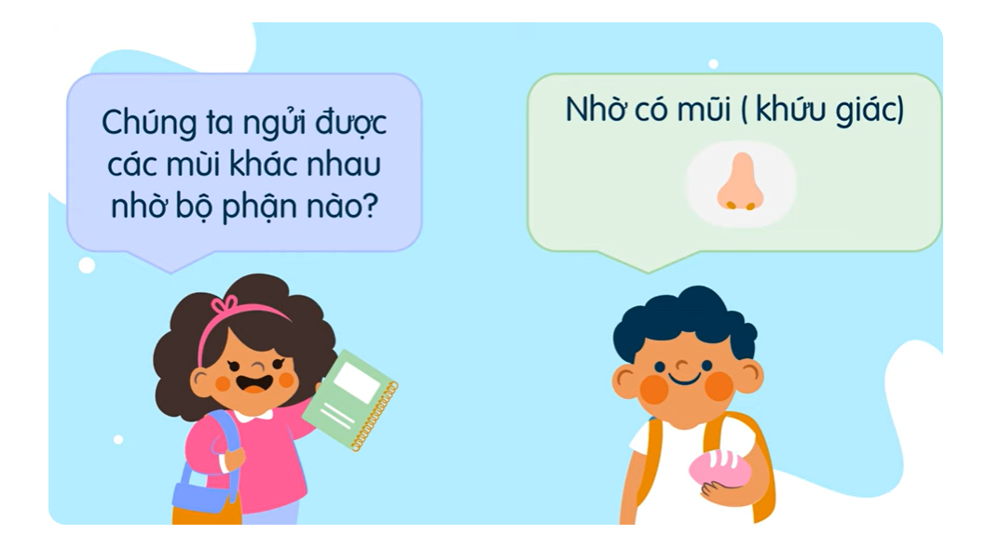 Chúng ta ngửi được
các mùi khác nhau
nhờ bộ phận nào?
Nhờ có mũi ( khứu giác)